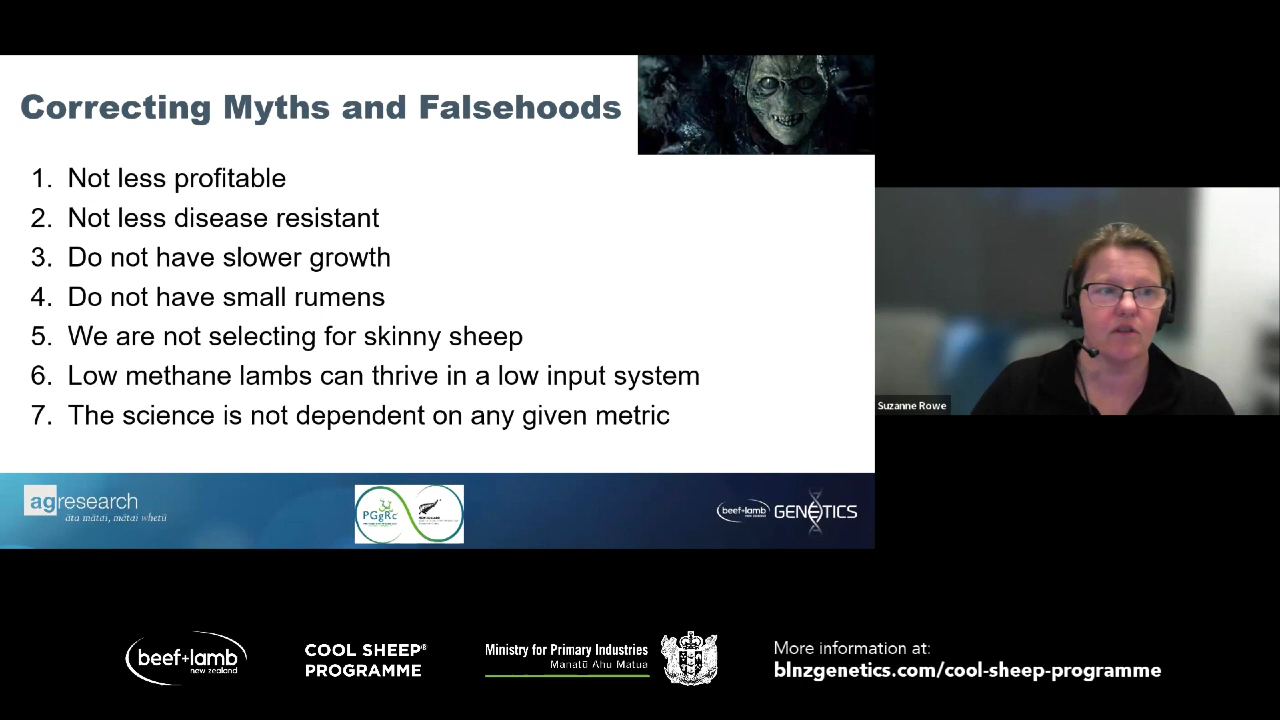 Correcting Myths and Falsehoods
1. Not less profitable
2. Not less disease resistant
3. Do not have slower growth
4. Do not have small rumens
5. We are not selecting for skinny sheep
6. Low methane lambs can thrive in a low input system
7. The science is not dependent on any given metric
Suzanne Rowe
agresearch
āta mātai, mātai whetū
PGgRc
beef+lamb
GENETICS
beef+lamb
new zealand
COOL SHEEP®
PROGRAMME
Ministry for Primary Industries
Manatū Ahu Matua
More information at:
blnzgenetics.com/cool-sheep-programme